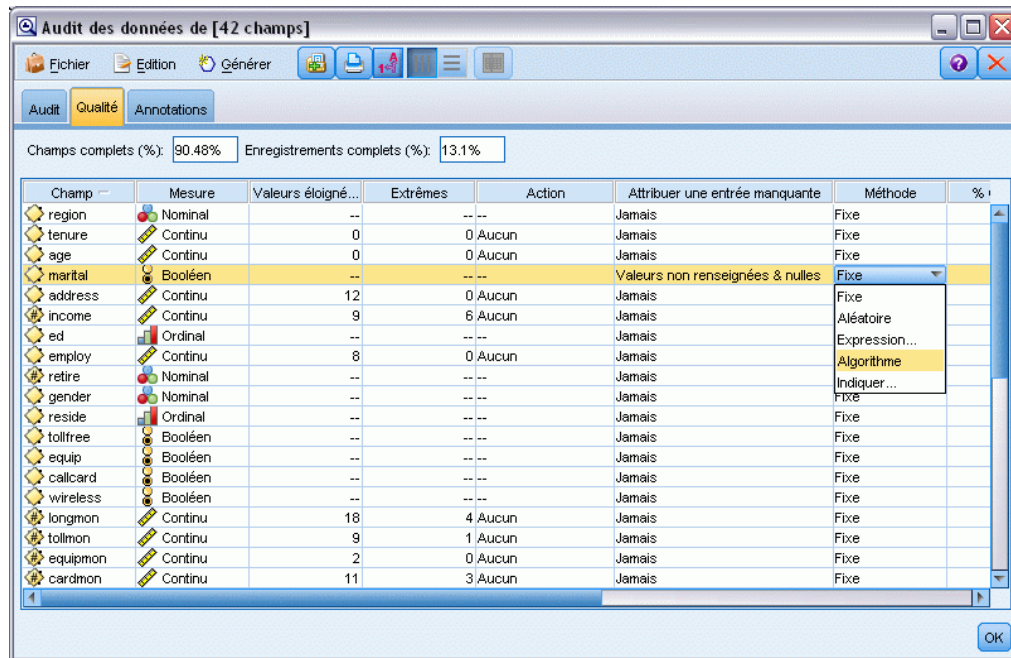 Audit des données de [42 champs]
Fichier Edition Générer
Audit Qualité Annotations
Champs complets (%): 90.48% Enregistrements complets (%): 13.1%
Champ Mesure Valeurs éloigné... Extrêmes Action Attribuer une entrée manquante Méthode %
region Nominal -- -- -- Jamais Fixe
tenure Continu 0 0 Aucun Jamais Fixe
age Continu 0 0 Aucun Jamais Fixe
marital Booléen -- -- -- Valeurs non renseignées & nulles Fixe
address Continu 12 0 Aucun Jamais Fixe
income Continu 9 6 Aucun Jamais Aléatoire
ed Ordinal -- -- -- Jamais Expression...
employ Continu 8 0 Aucun Jamais Algorithme
retire Nominal -- -- -- Jamais Indiquer...
gender Nominal -- -- -- Jamais Fixe
reside Ordinal -- -- -- Jamais Fixe
tollfree Booléen -- -- -- Jamais Fixe
equip Booléen -- -- -- Jamais Fixe
callcard Booléen -- -- -- Jamais Fixe
wireless Booléen -- -- -- Jamais Fixe
longmon Continu 18 4 Aucun Jamais Fixe
tollmon Continu 9 1 Aucun Jamais Fixe
equipmon Continu 2 0 Aucun Jamais Fixe
cardmon Continu 11 3 Aucun Jamais Fixe
OK